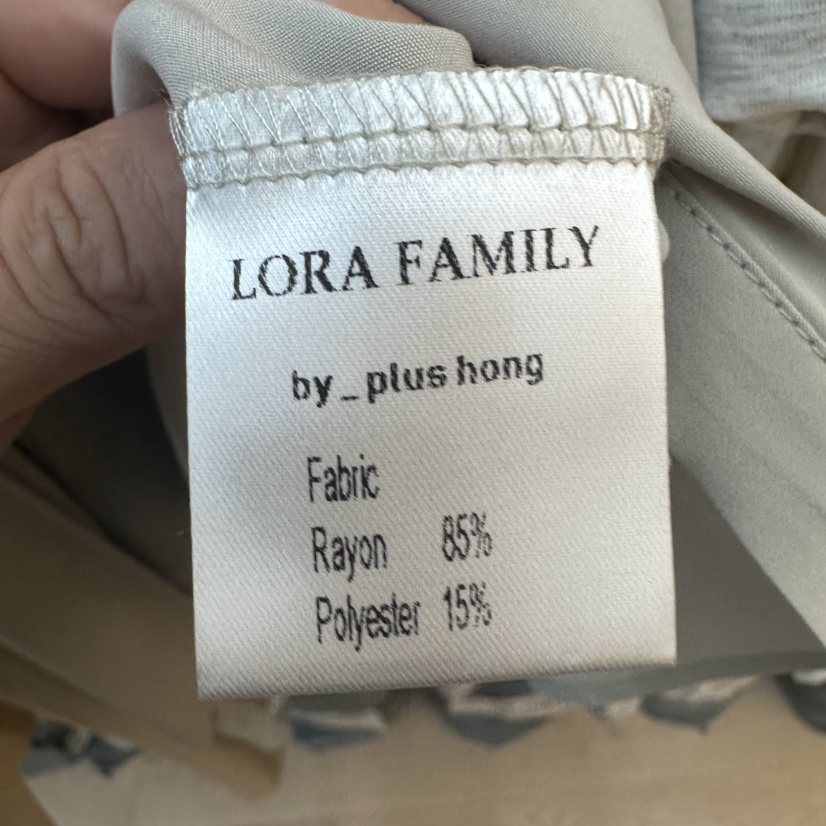 LORA FAMILY
by_plus hong
Fabric
Rayon 85%
Polyester 15%